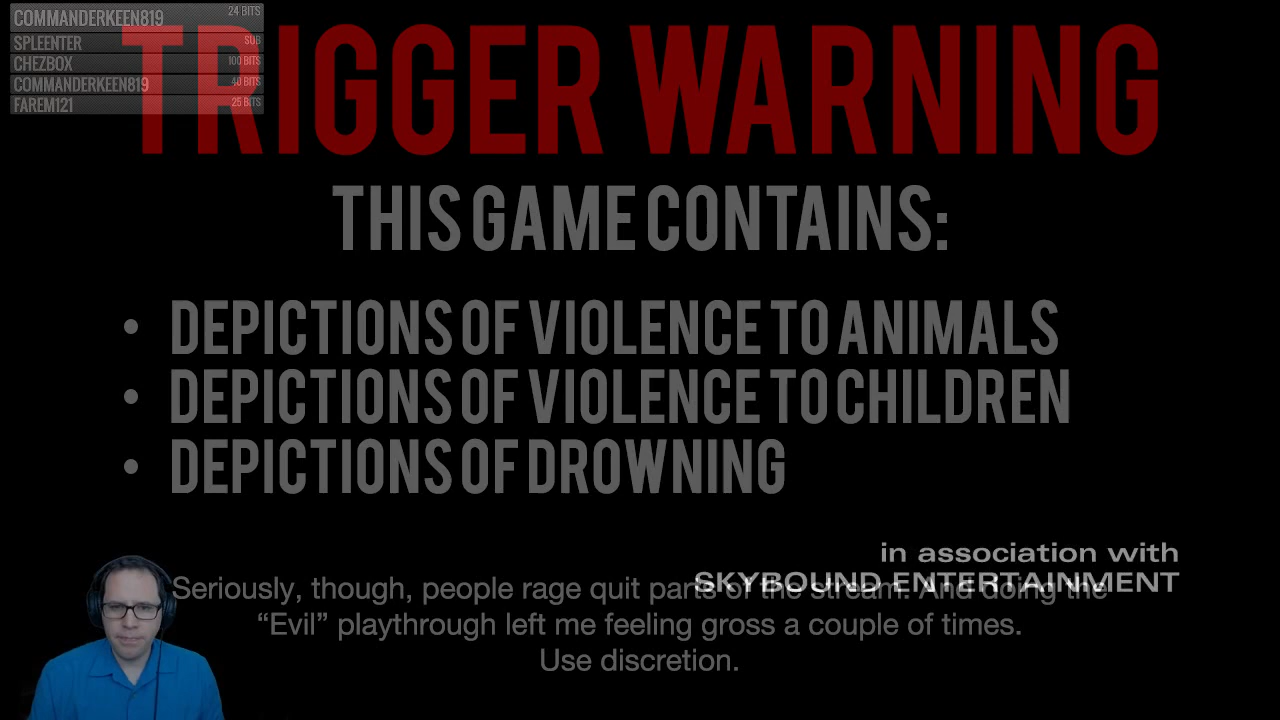 COMMANDERKEEN819 24 BITS
SPLEENTER SUB
CHEZBOX 100 BITS
COMMANDERKEEN819 40 BITS
FAREM121 25 BITS
TRIGGER WARNING
THIS GAME CONTAINS:
• DEPICTIONS OF VIOLENCE TO ANIMALS
• DEPICTIONS OF VIOLENCE TO CHILDREN
• DEPICTIONS OF DROWNING
in association with
SKYBOUND ENTERTAINMENT
Seriously, though, people rage quit parts of the stream. And doing the
“Evil” playthrough left me feeling gross a couple of times.
Use discretion.